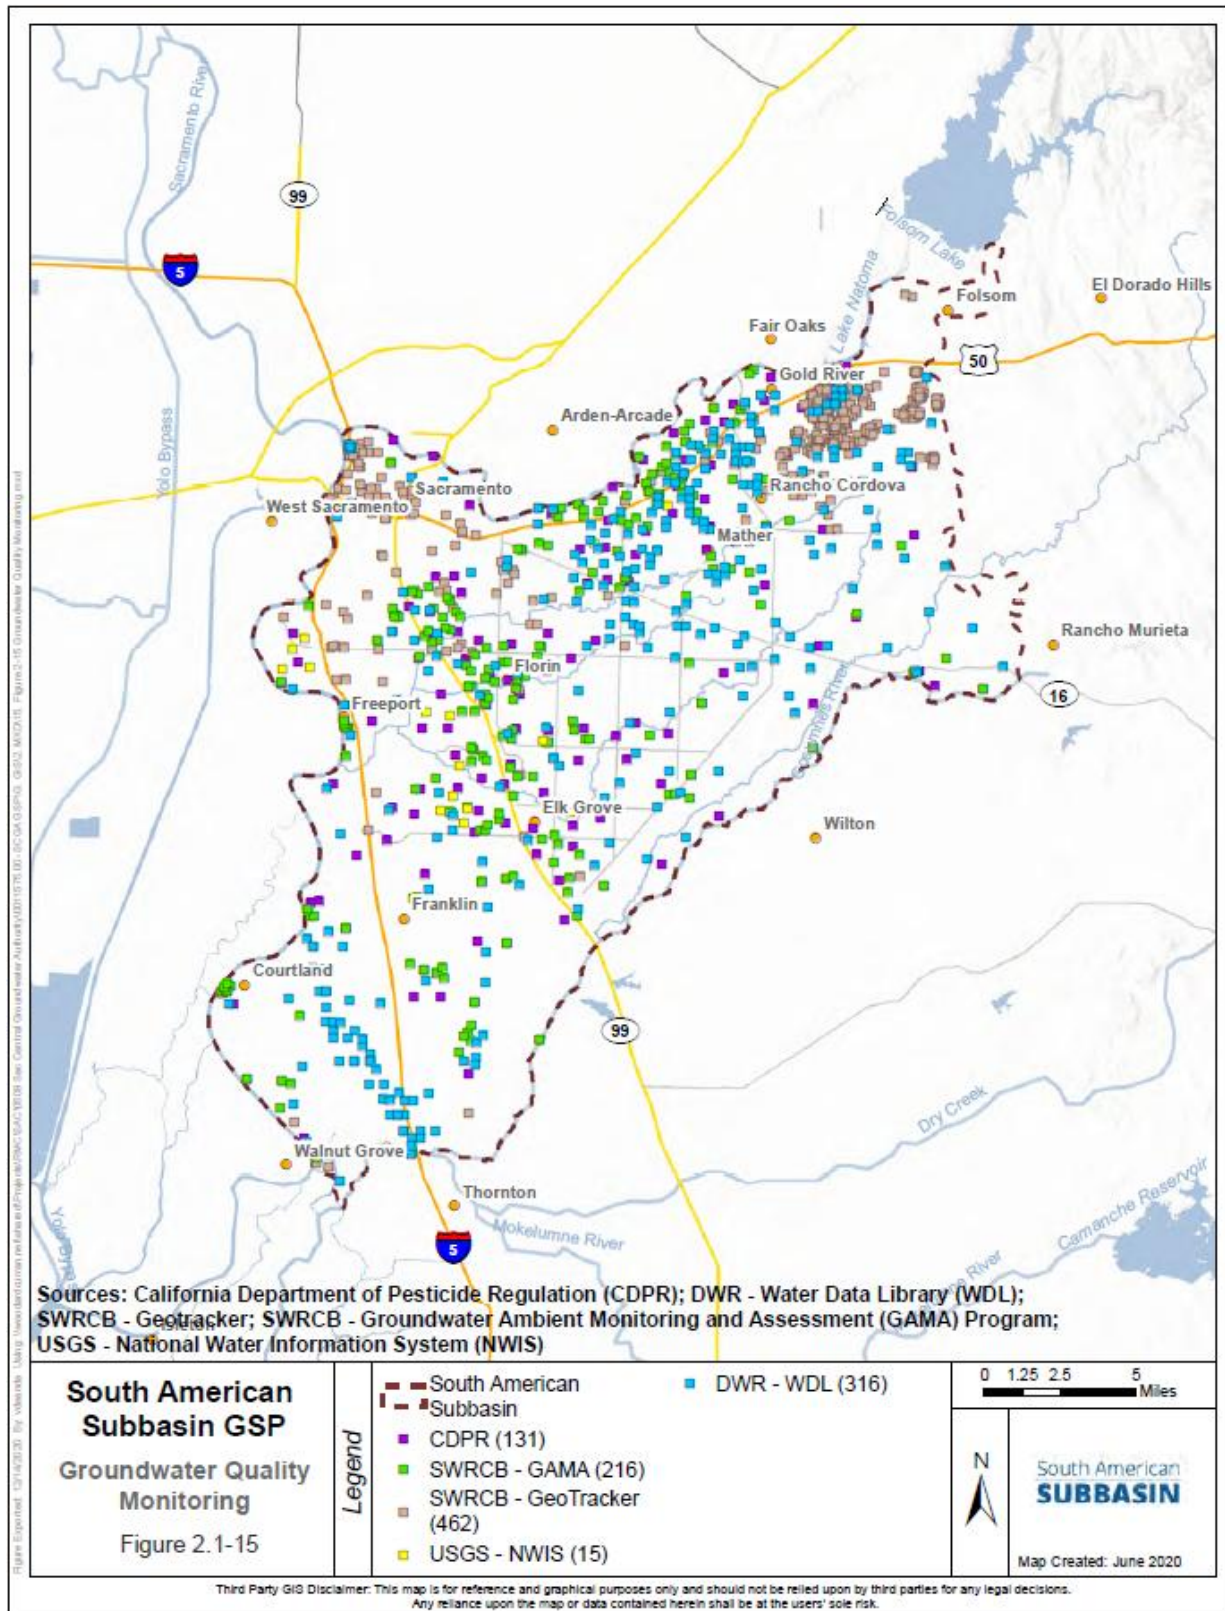 Sacramento River
99
5
Folsom Lake
Lake Natoma
Folsom
El Dorado Hills
Fair Oaks
50
Gold River
Arden-Arcade
Yolo Bypass
Sacramento
Rancho Cordova
West Sacramento
Mather
Rancho Murieta
Florin
16
Freeport
Cosumnes River
Elk Grove
Wilton
Franklin
Courtland
99
Dry Creek
Walnut Grove
Thornton
Mokelumne River
Camanche Reservoir
5
Yolo Bypass
River
Isleton
Sources: California Department of Pesticide Regulation (CDPR); DWR - Water Data Library (WDL);
SWRCB - Geotracker; SWRCB - Groundwater Ambient Monitoring and Assessment (GAMA) Program;
USGS - National Water Information System (NWIS)
South American
Subbasin GSP
Groundwater Quality
Monitoring
Figure 2.1-15
Legend
South American
Subbasin
CDPR (131)
SWRCB - GAMA (216)
SWRCB - GeoTracker
(462)
USGS - NWIS (15)
DWR - WDL (316)
0 1.25 2.5 5
Miles
N
South American
SUBBASIN
Map Created: June 2020
Third Party GIS Disclaimer: This map is for reference and graphical purposes only and should not be relied upon by third parties for any legal decisions.
Any reliance upon the map or data contained herein shall be at the users' sole risk.